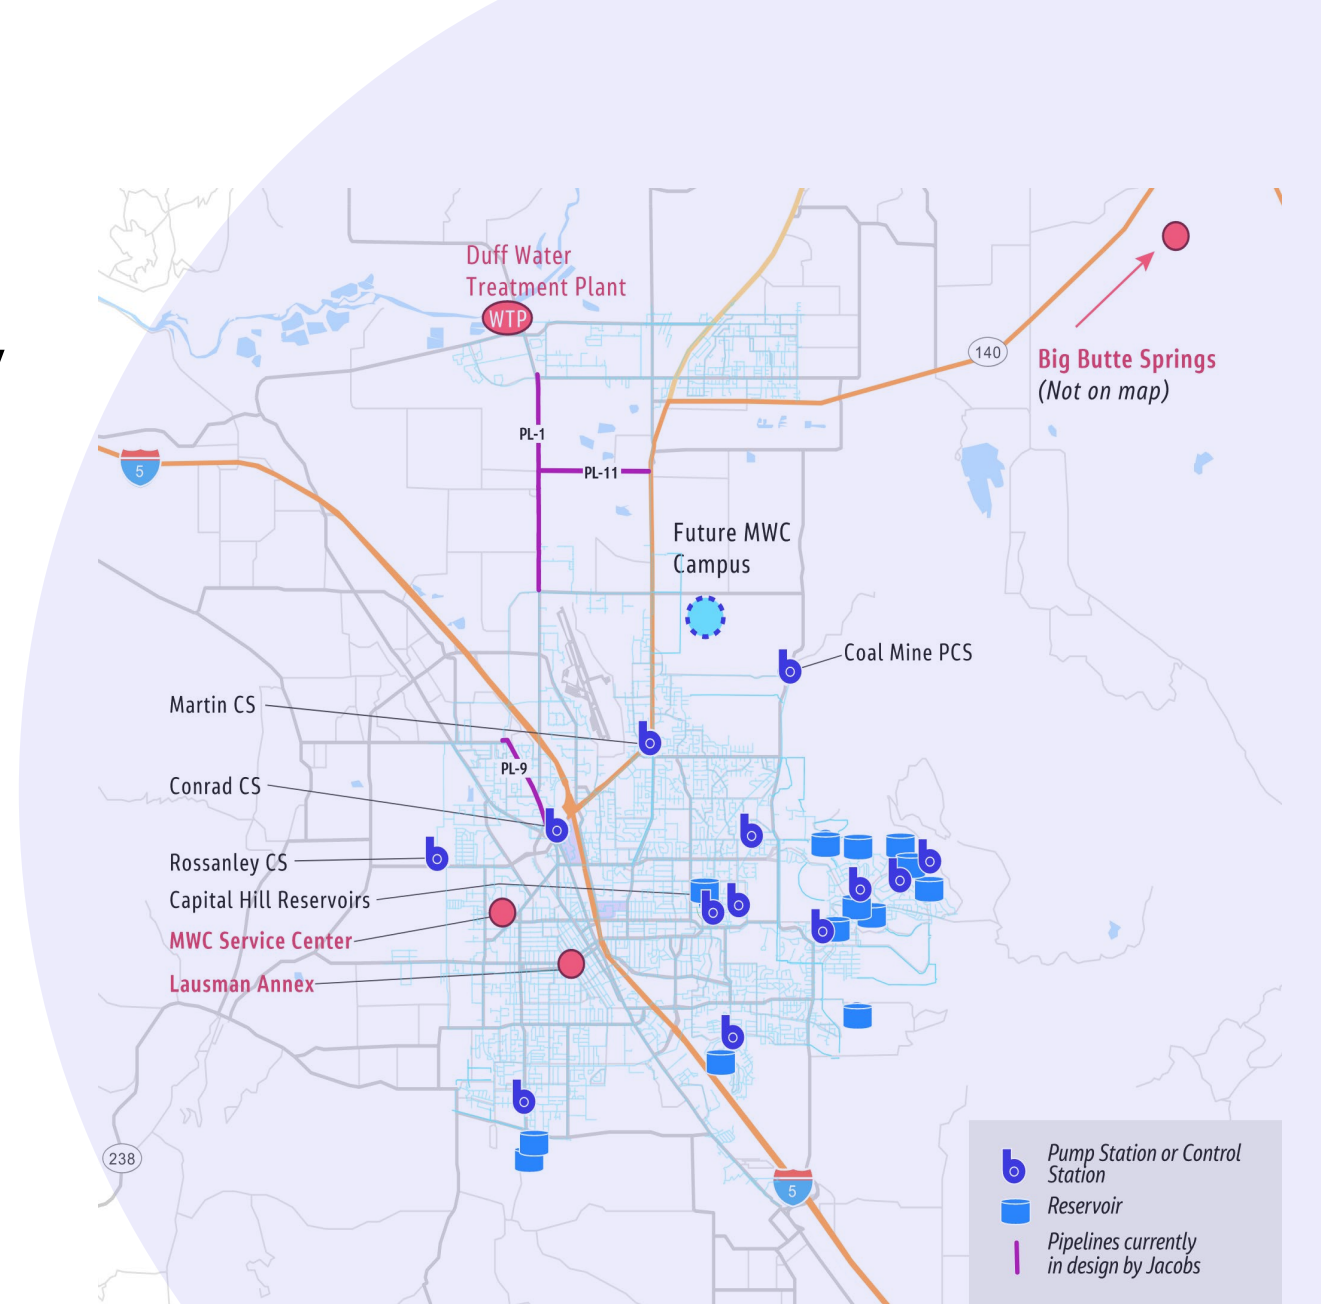 Duff Water
Treatment Plant
WTP
140
Big Butte Springs
(Not on map)
PL-1
5
PL-11
Future MWC
Campus
Coal Mine PCS
Martin CS
PL-9
Conrad CS
Rossanley CS
Capital Hill Reservoirs
MWC Service Center
Lausman Annex
238
5
Pump Station or Control
Station
Reservoir
Pipelines currently
in design by Jacobs